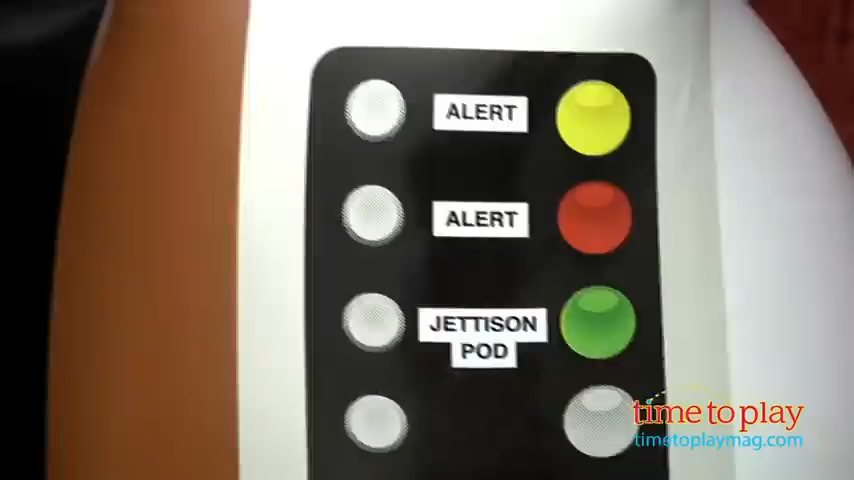 ALERT
ALERT
JETTISON
POD
time to play
timetoplaymag.com